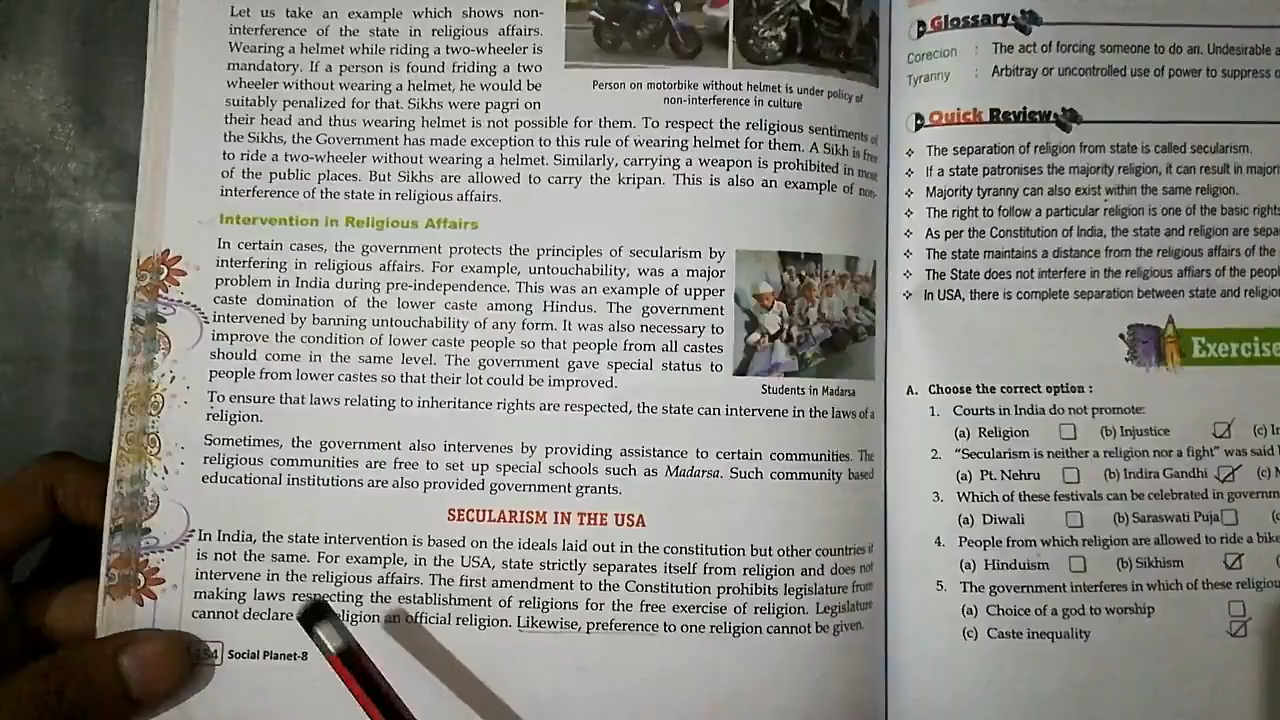 Let us take an example which shows non-
interference of the state in religious affairs.
Wearing a helmet while riding a two-wheeler is
mandatory. If a person is found friding a two
wheeler without wearing a helmet, he would be
suitably penalized for that. Sikhs were pagri on
their head and thus wearing helmet is not possible for them. To respect the religious sentiments of
the Sikhs, the Government has made exception to this rule of wearing helmet for them. A Sikh is free
to ride a two-wheeler without wearing a helmet. Similarly, carrying a weapon is prohibited in most
of the public places. But Sikhs are allowed to carry the kripan. This is also an example of non-
interference of the state in religious affairs.
Person on motorbike without helmet is under policy of
non-interference in culture
Intervention in Religious Affairs
In certain cases, the government protects the principles of secularism by
interfering in religious affairs. For example, untouchability, was a major
problem in India during pre-independence. This was an example of upper
caste domination of the lower caste among Hindus. The government
intervened by banning untouchability of any form. It was also necessary to
improve the condition of lower caste people so that people from all castes
should come in the same level. The government gave special status to
people from lower castes so that their lot could be improved.
Students in Madarsa
To ensure that laws relating to inheritance rights are respected, the state can intervene in the laws of a
religion.
Sometimes, the government also intervenes by providing assistance to certain communities. The
religious communities are free to set up special schools such as Madarsa. Such community based
educational institutions are also provided government grants.
SECULARISM IN THE USA
In India, the state intervention is based on the ideals laid out in the constitution but other countries it
is not the same. For example, in the USA, state strictly separates itself from religion and does not
intervene in the religious affairs. The first amendment to the Constitution prohibits legislature from
making laws respecting the establishment of religions for the free exercise of religion. Legislature
cannot declare religion an official religion. Likewise, preference to one religion cannot be given.
154 Social Planet-8
Glossary
Corecion : The act of forcing someone to do an. Undesirable
Tyranny : Arbitray or uncontrolled use of power to suppress
Quick Review
❖ The separation of religion from state is called secularism.
❖ If a state patronises the majority religion, it can result in
❖ Majority tyranny can also exist within the same religion.
❖ The right to follow a particular religion is one of the basic
❖ As per the Constitution of India, the state and religion are
❖ The state maintains a distance from the religious affairs of the
❖ The State does not interfere in the religious affiars of the
❖ In USA, there is complete separation between state and
Exercise
A. Choose the correct option :
1. Courts in India do not promote:
(a) Religion (b) Injustice (c)
2. "Secularism is neither a religion nor a fight" was said
(a) Pt. Nehru (b) Indira Gandhi (c)
3. Which of these festivals can be celebrated in
(a) Diwali (b) Saraswati Puja
4. People from which religion are allowed to ride a
(a) Hinduism (b) Sikhism
5. The government interferes in which of these
(a) Choice of a god to worship
(c) Caste inequality